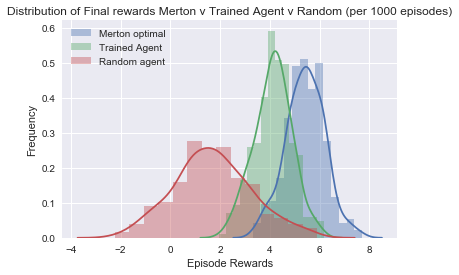 Distribution of Final rewards Merton v Trained Agent v Random (per 1000 episodes)
0.6
0.5
0.4
0.3
0.2
0.1
0.0
Frequency
Merton optimal
Trained Agent
Random agent
−4 −2 0 2 4 6 8
Episode Rewards